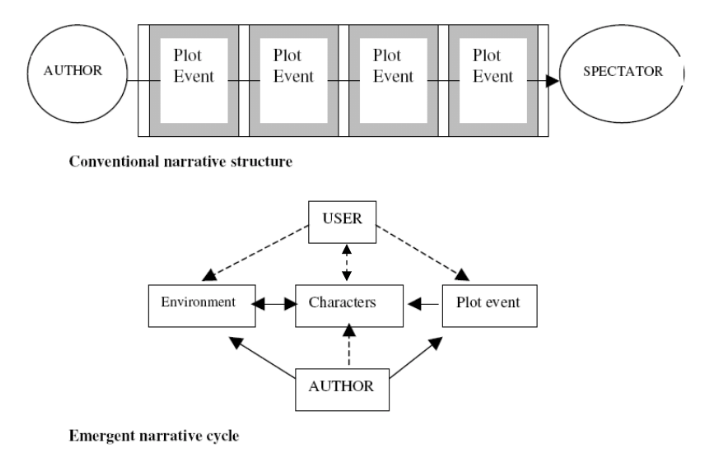 AUTHOR
Plot
Event
Plot
Event
Plot
Event
Plot
Event
SPECTATOR
Conventional narrative structure
USER
Environment
Characters
Plot event
AUTHOR
Emergent narrative cycle